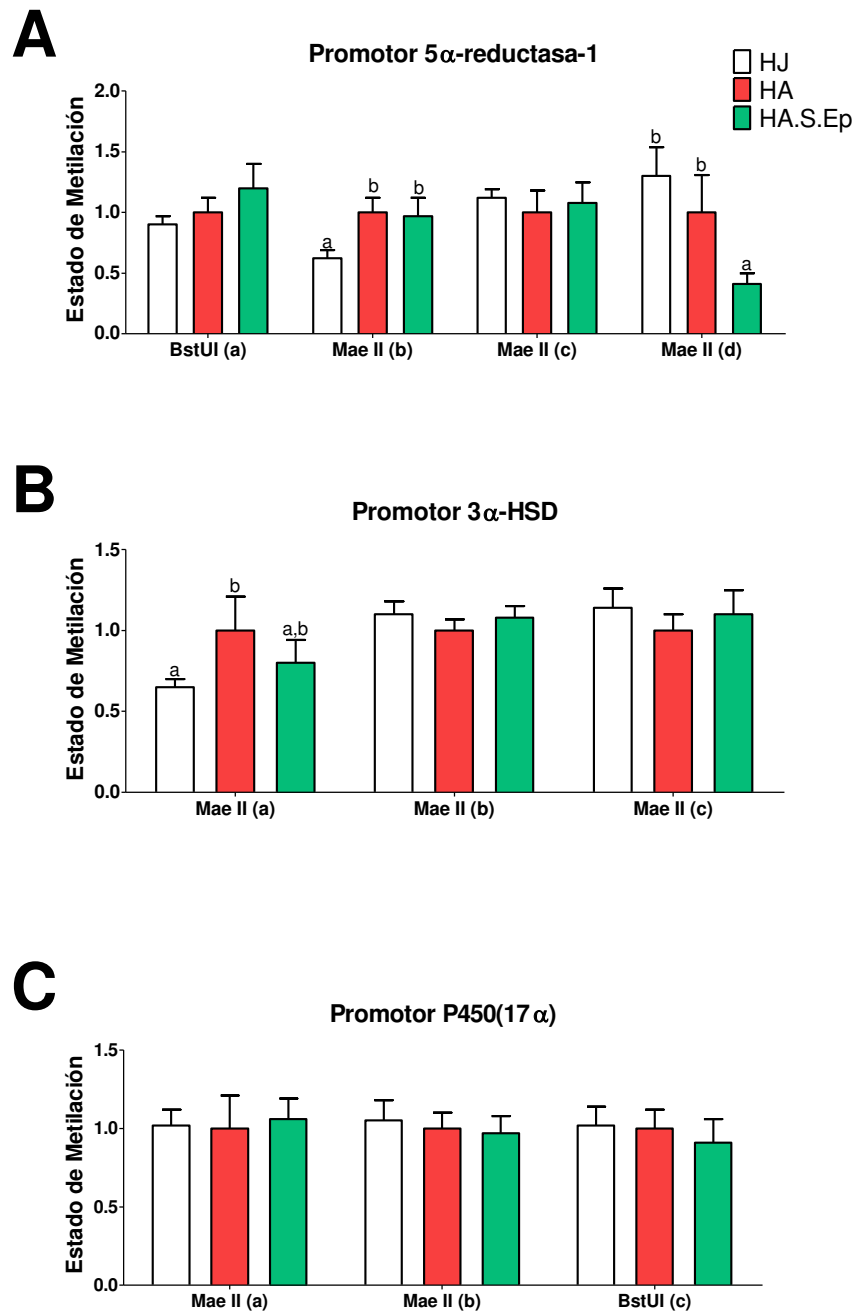 A
Promotor 5α-reductasa-1
HJ
HA
HA.S.Ep
Estado de Metilación
2.0
1.5
1.0
0.5
0.0
a
b
b
b
b
a
BstUI (a)
Mae II (b)
Mae II (c)
Mae II (d)
B
Promotor 3α-HSD
Estado de Metilación
1.5
1.0
0.5
0.0
a
b
a,b
Mae II (a)
Mae II (b)
Mae II (c)
C
Promotor P450(17α)
Estado de Metilación
1.5
1.0
0.5
0.0
Mae II (a)
Mae II (b)
BstUI (c)